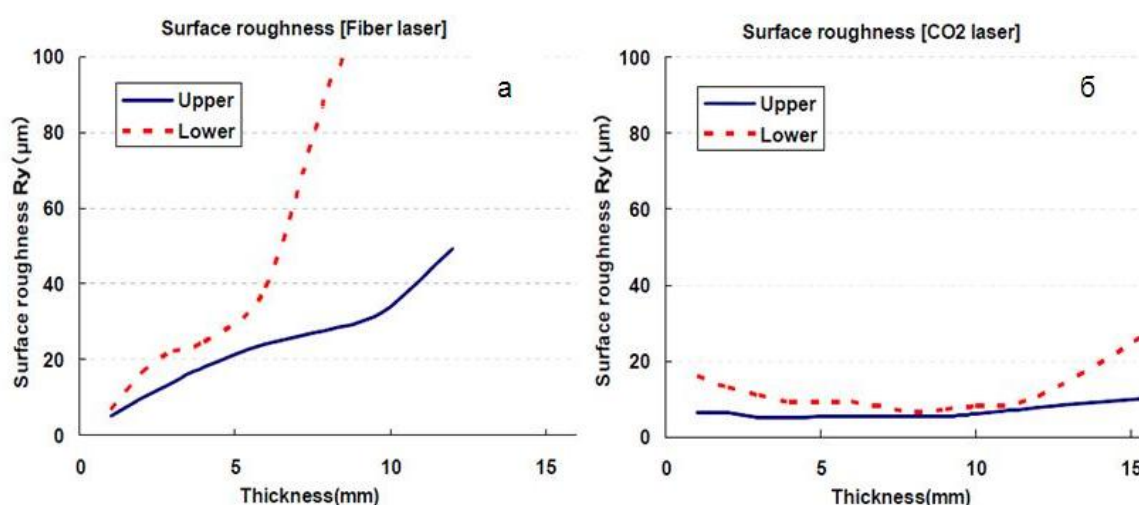 Surface roughness [Fiber laser]
Surface roughness Ry(μm)
100
80
60
40
20
0
Upper
Lower
а
0 5 10 15
Thickness(mm)
Surface roughness [CO2 laser]
Surface roughness Ry(μm)
100
80
60
40
20
0
Upper
Lower
б
0 5 10 15
Thickness(mm)